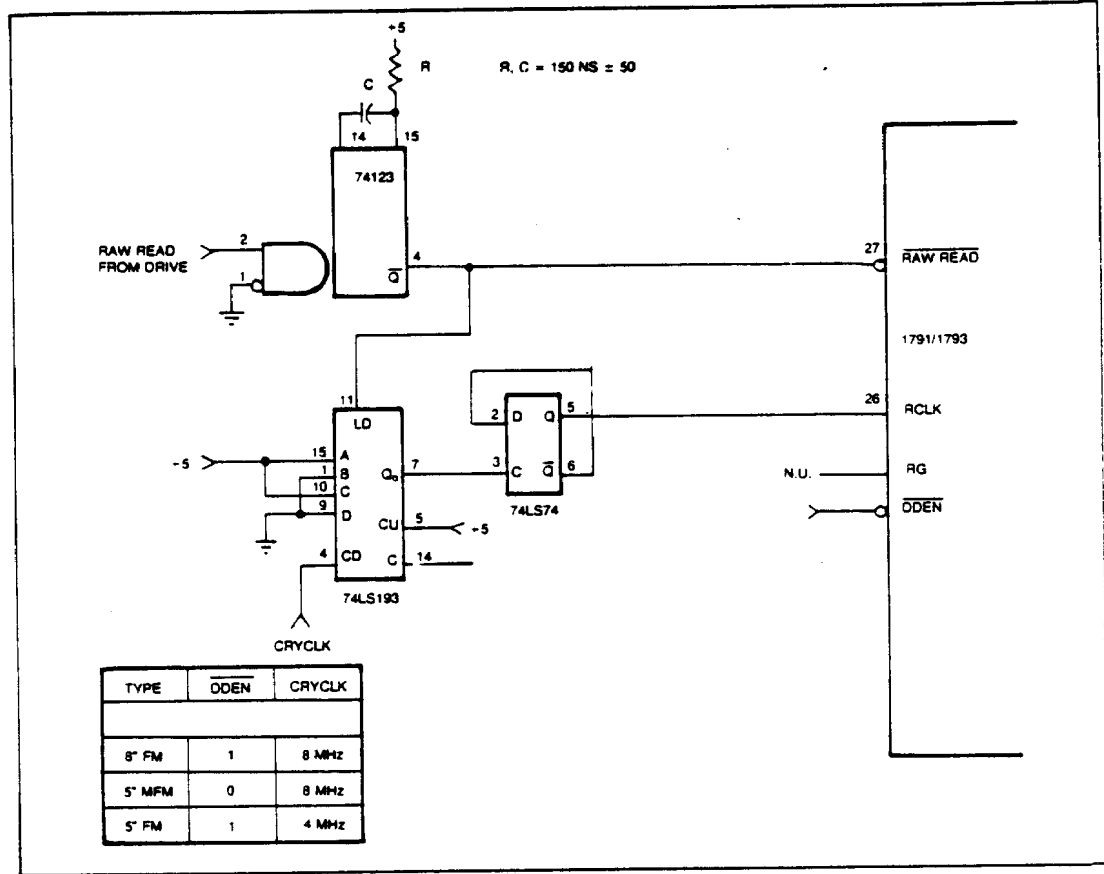 +5
R
R, C = 150 NS ± 50
C
14
15
74123
2
RAW READ
FROM DRIVE
1
4
Q
27
RAW READ
1791/1793
11
LD
2
D
Q
5
26
RCLK
+5
15
A
1
B
10
C
9
D
QD
7
3
C
Q
6
N.U.
RG
74LS74
DDEN
CU
5
+5
4
CD
C
14
74LS193
CRYCLK
TYPE DDEN CRYCLK
8" FM 1 8 MHz
5" MFM 0 8 MHz
5" FM 1 4 MHz